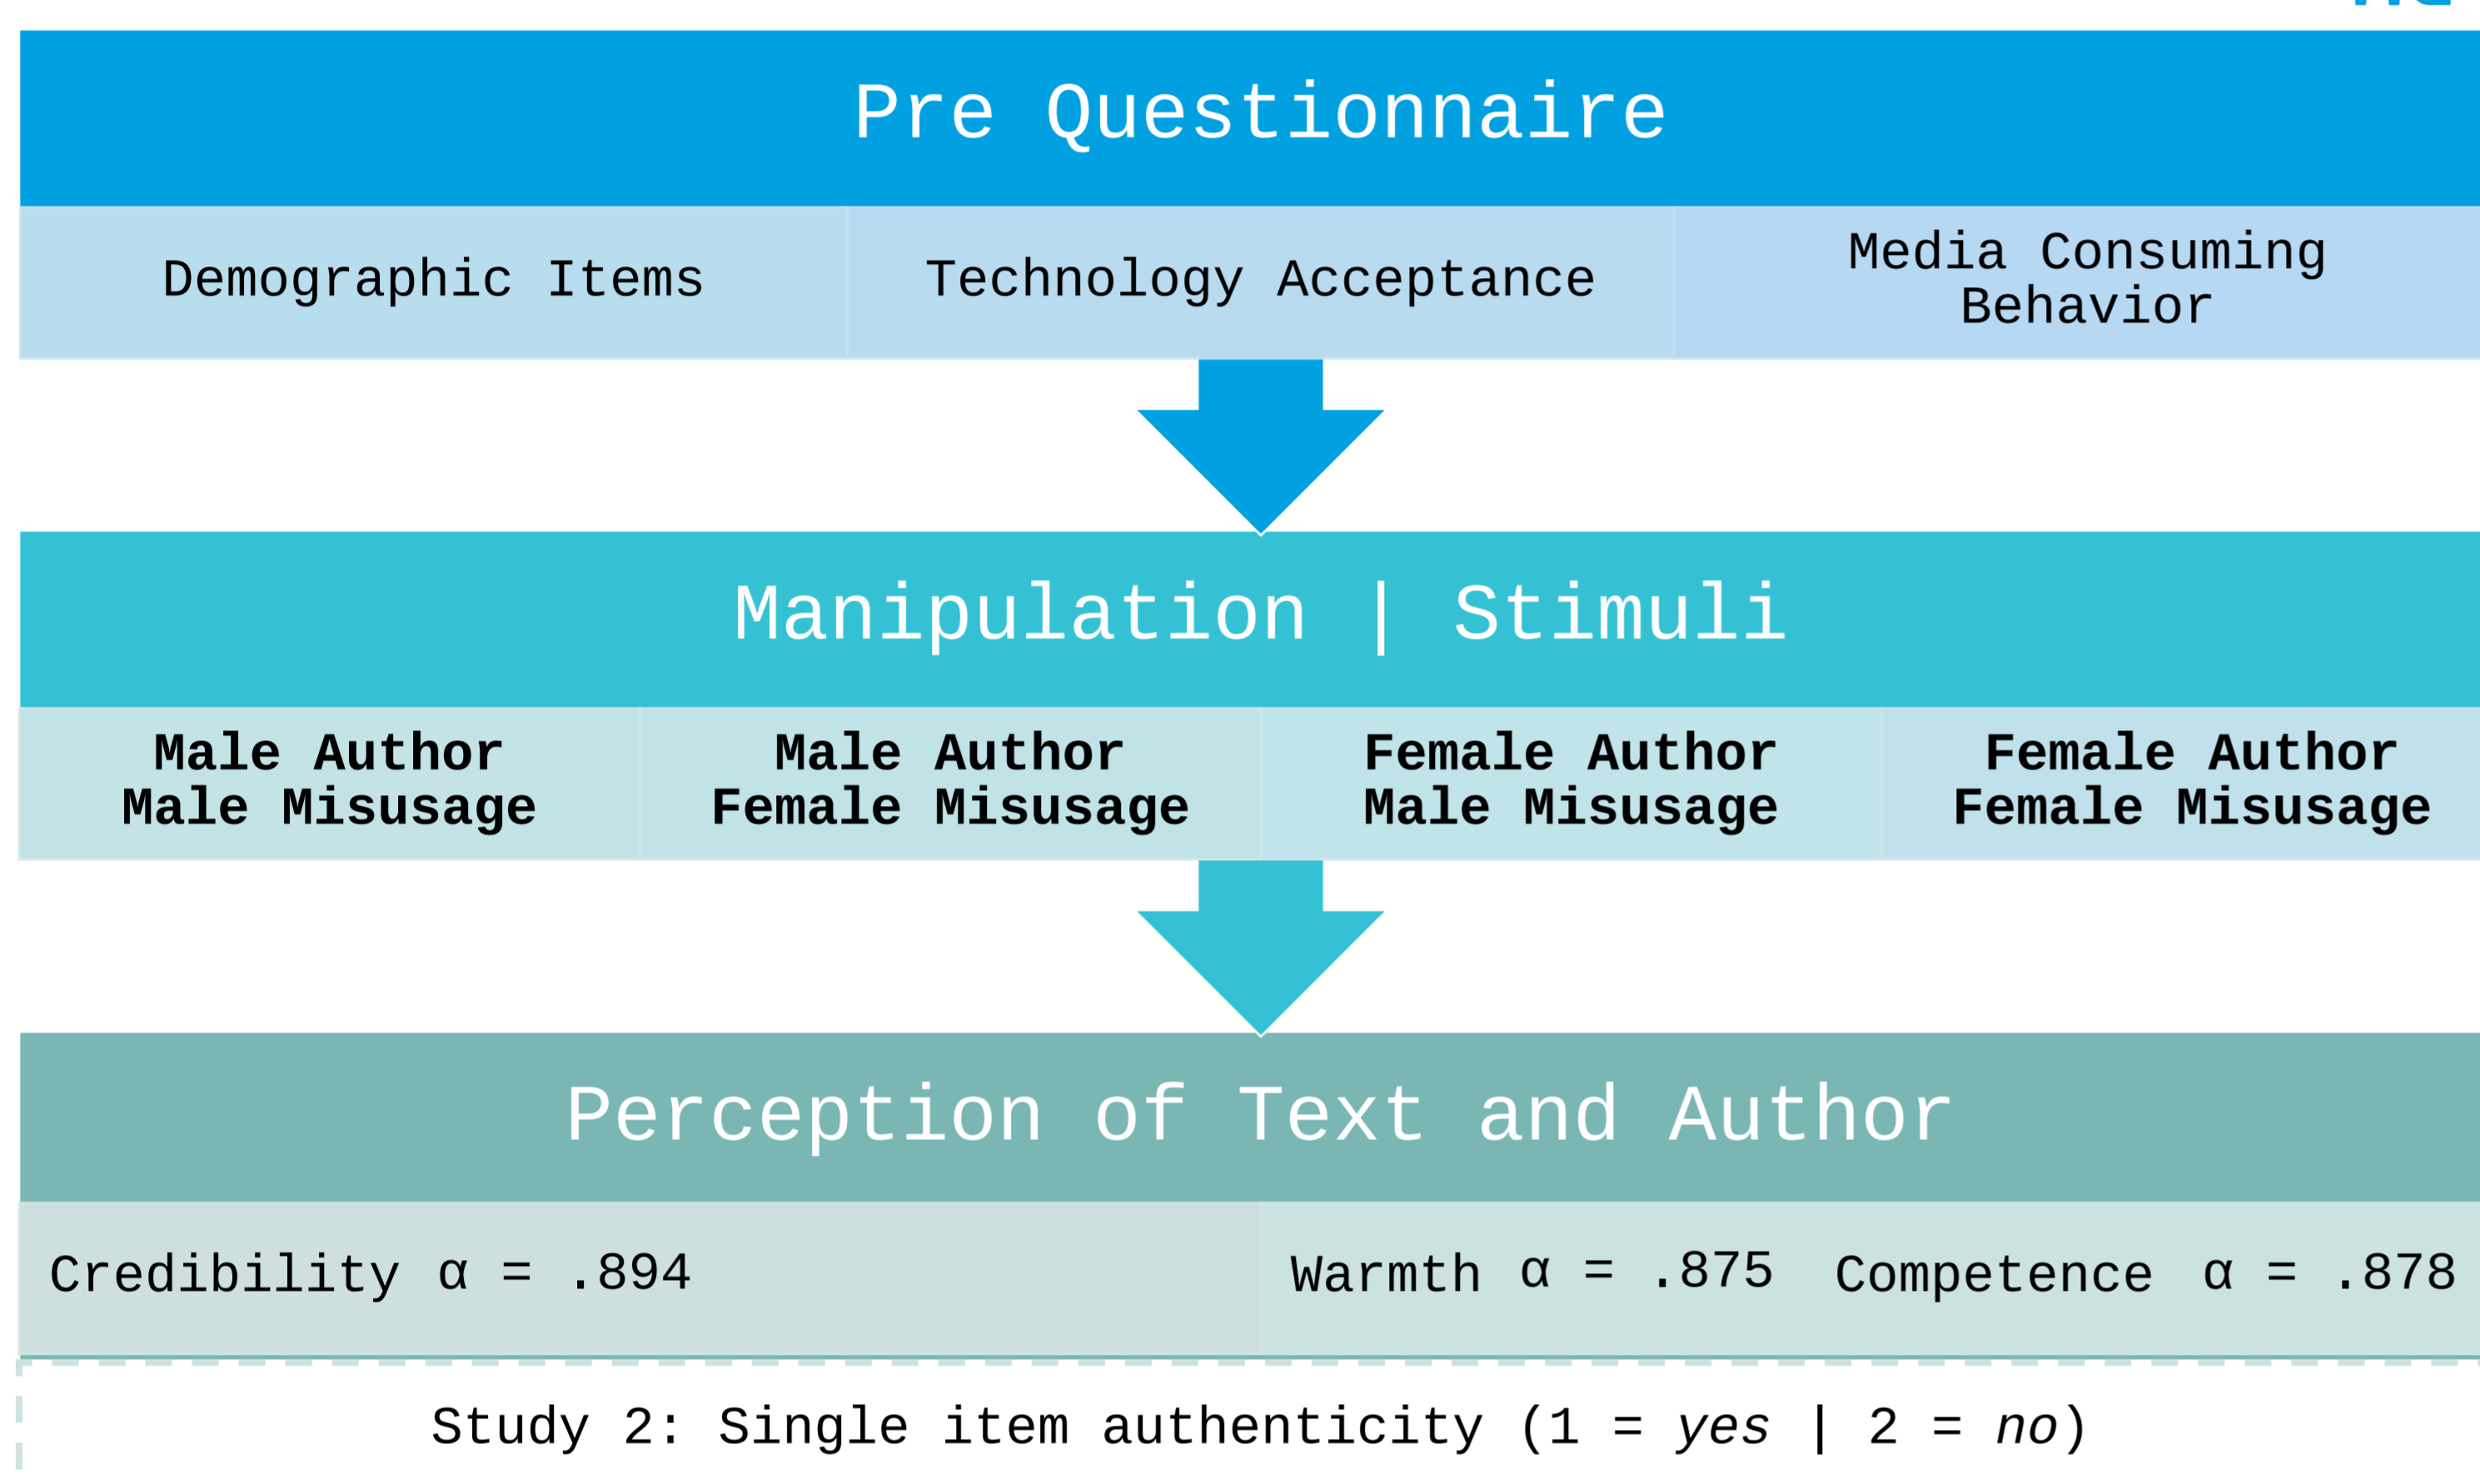 Pre Questionnaire
Demographic Items
Technology Acceptance
Media Consuming
Behavior
Manipulation | Stimuli
Male Author
Male Misusage
Male Author
Female Misusage
Female Author
Male Misusage
Female Author
Female Misusage
Perception of Text and Author
Credibility α = .894
Warmth α = .875 Competence α = .878
Study 2: Single item authenticity (1 = yes | 2 = no)